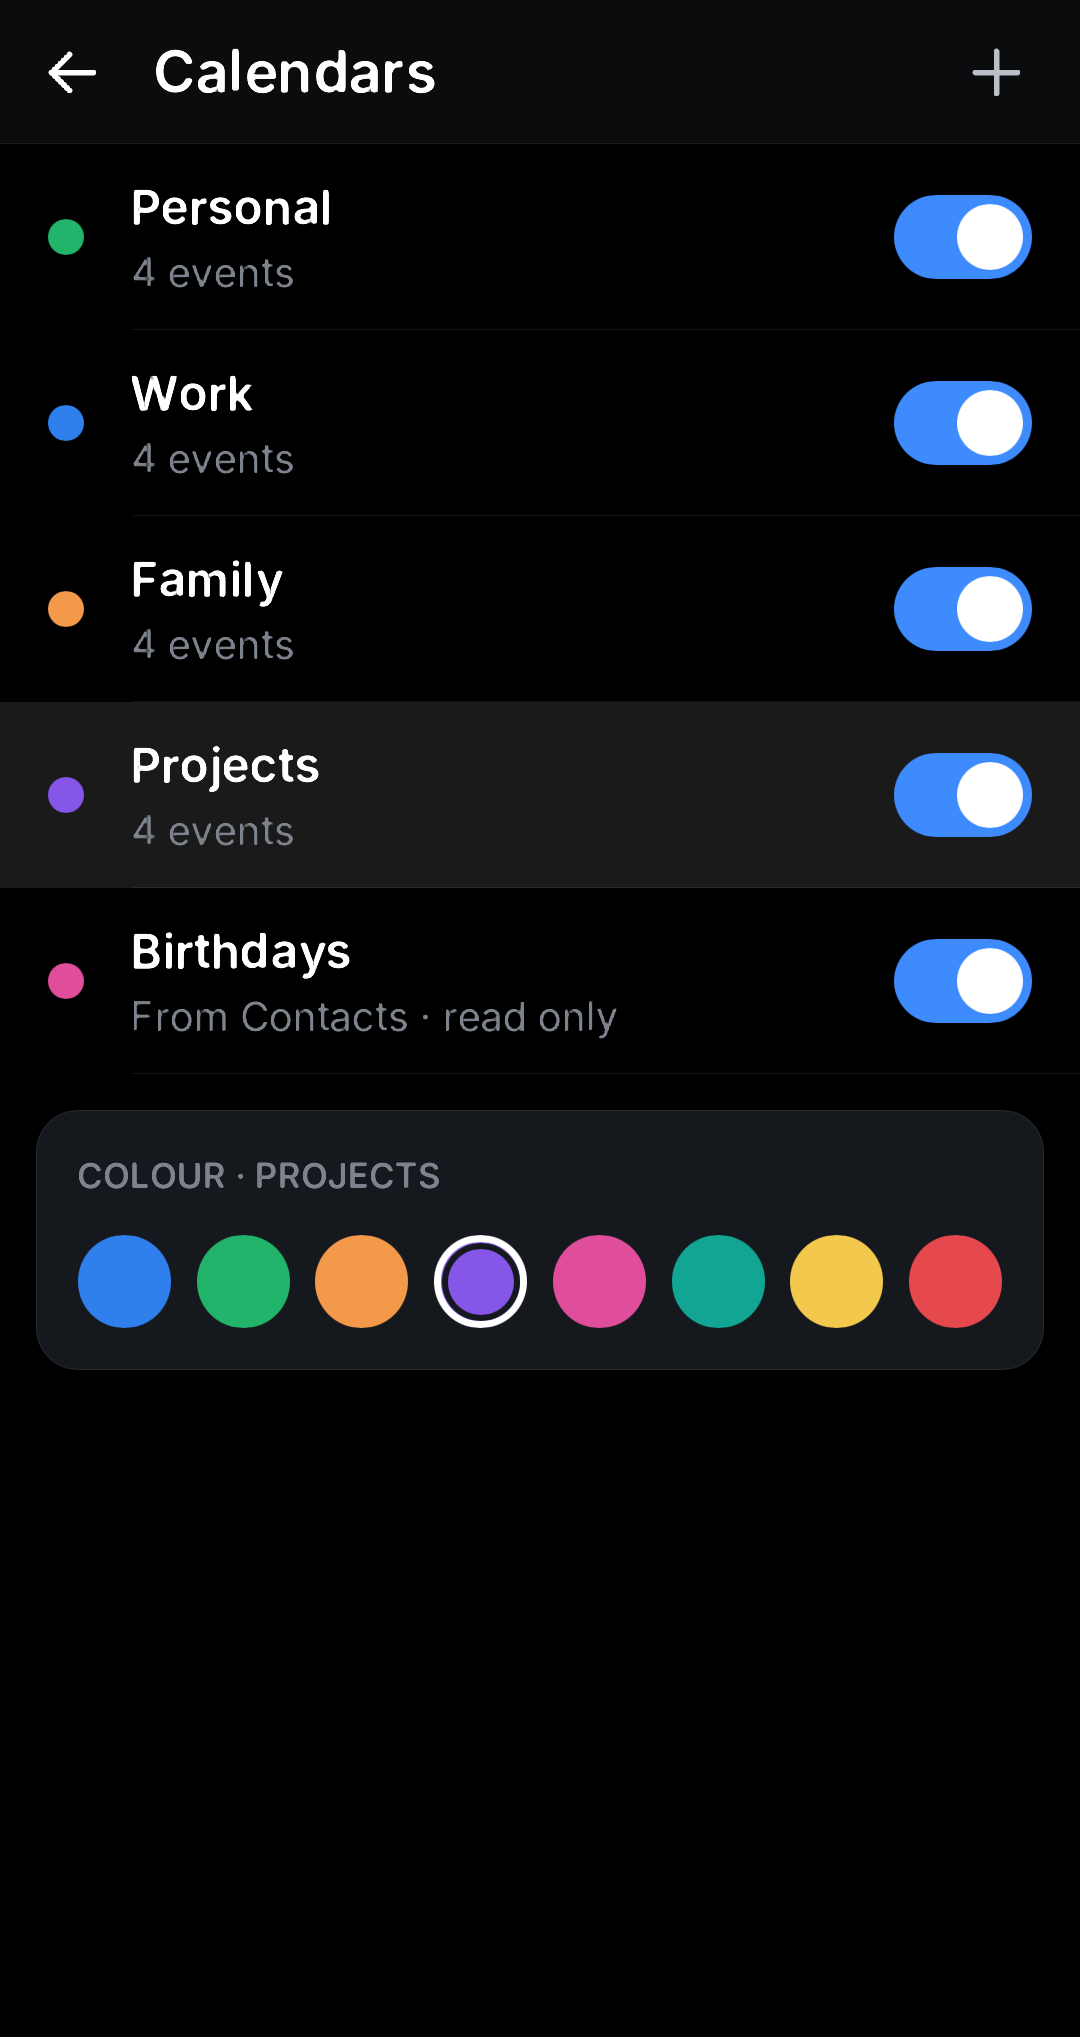 Calendars
Personal
4 events
Work
4 events
Family
4 events
Projects
4 events
Birthdays
From Contacts · read only
COLOUR · PROJECTS